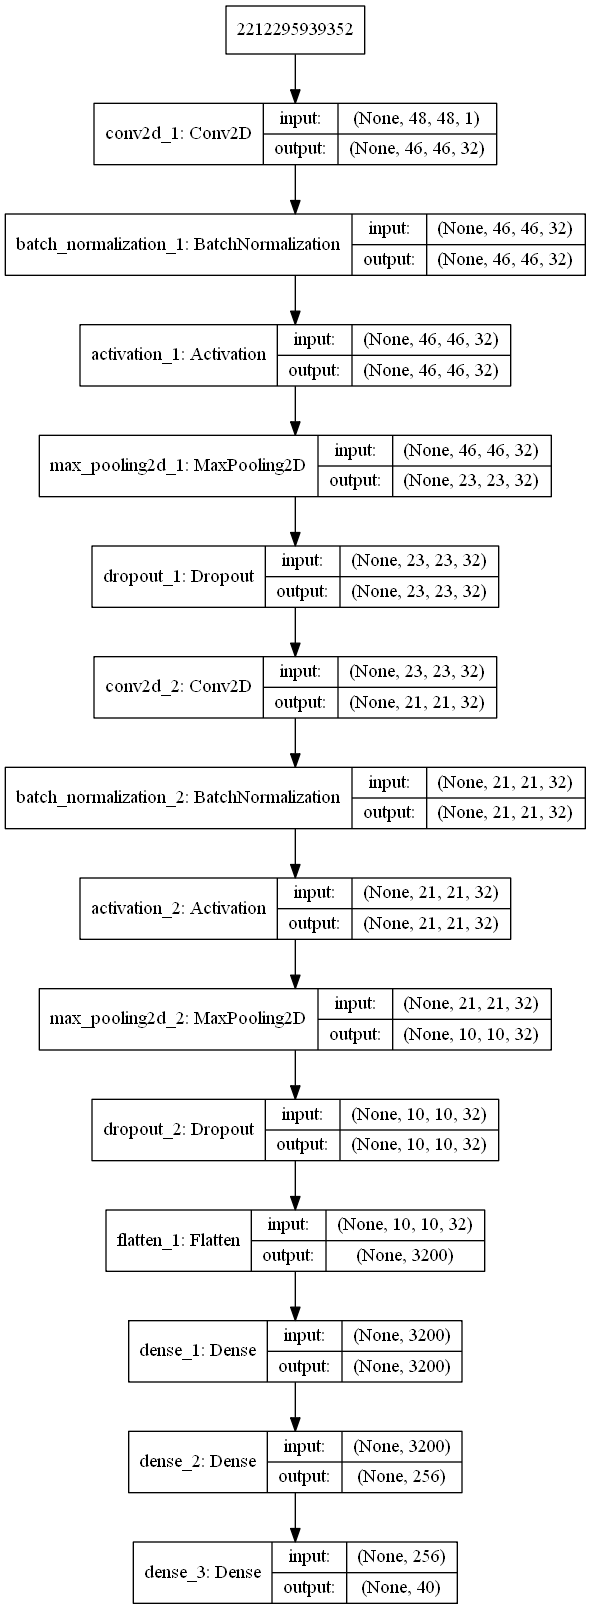 2212295939352
conv2d_1: Conv2D
input: (None, 48, 48, 1)
output: (None, 46, 46, 32)
batch_normalization_1: BatchNormalization
input: (None, 46, 46, 32)
output: (None, 46, 46, 32)
activation_1: Activation
input: (None, 46, 46, 32)
output: (None, 46, 46, 32)
max_pooling2d_1: MaxPooling2D
input: (None, 46, 46, 32)
output: (None, 23, 23, 32)
dropout_1: Dropout
input: (None, 23, 23, 32)
output: (None, 23, 23, 32)
conv2d_2: Conv2D
input: (None, 23, 23, 32)
output: (None, 21, 21, 32)
batch_normalization_2: BatchNormalization
input: (None, 21, 21, 32)
output: (None, 21, 21, 32)
activation_2: Activation
input: (None, 21, 21, 32)
output: (None, 21, 21, 32)
max_pooling2d_2: MaxPooling2D
input: (None, 21, 21, 32)
output: (None, 10, 10, 32)
dropout_2: Dropout
input: (None, 10, 10, 32)
output: (None, 10, 10, 32)
flatten_1: Flatten
input: (None, 10, 10, 32)
output: (None, 3200)
dense_1: Dense
input: (None, 3200)
output: (None, 3200)
dense_2: Dense
input: (None, 3200)
output: (None, 256)
dense_3: Dense
input: (None, 256)
output: (None, 40)